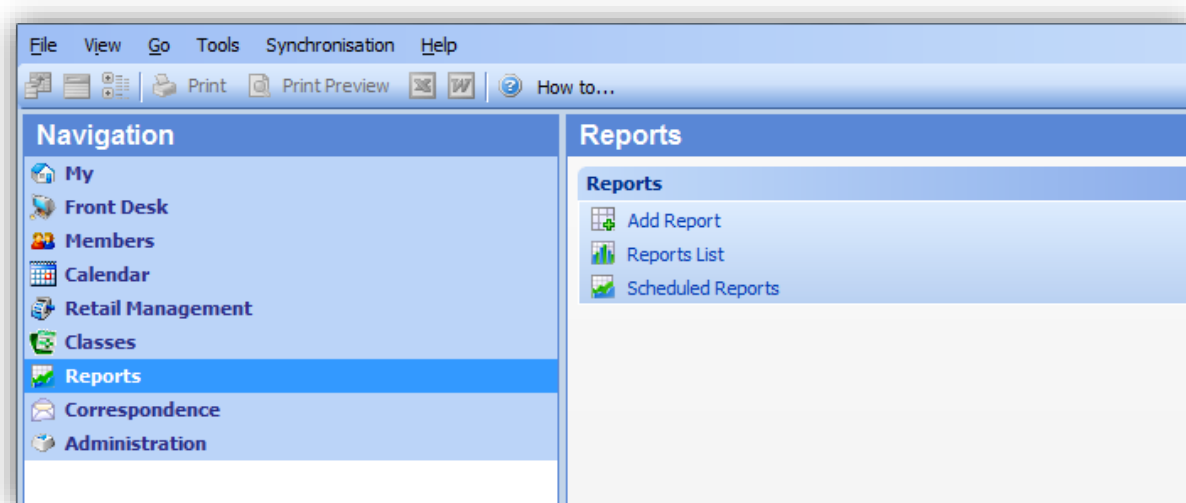 File View Go Tools Synchronisation Help
Print Print Preview How to...
Navigation
My
Front Desk
Members
Calendar
Retail Management
Classes
Reports
Correspondence
Administration
Reports
Reports
Add Report
Reports List
Scheduled Reports